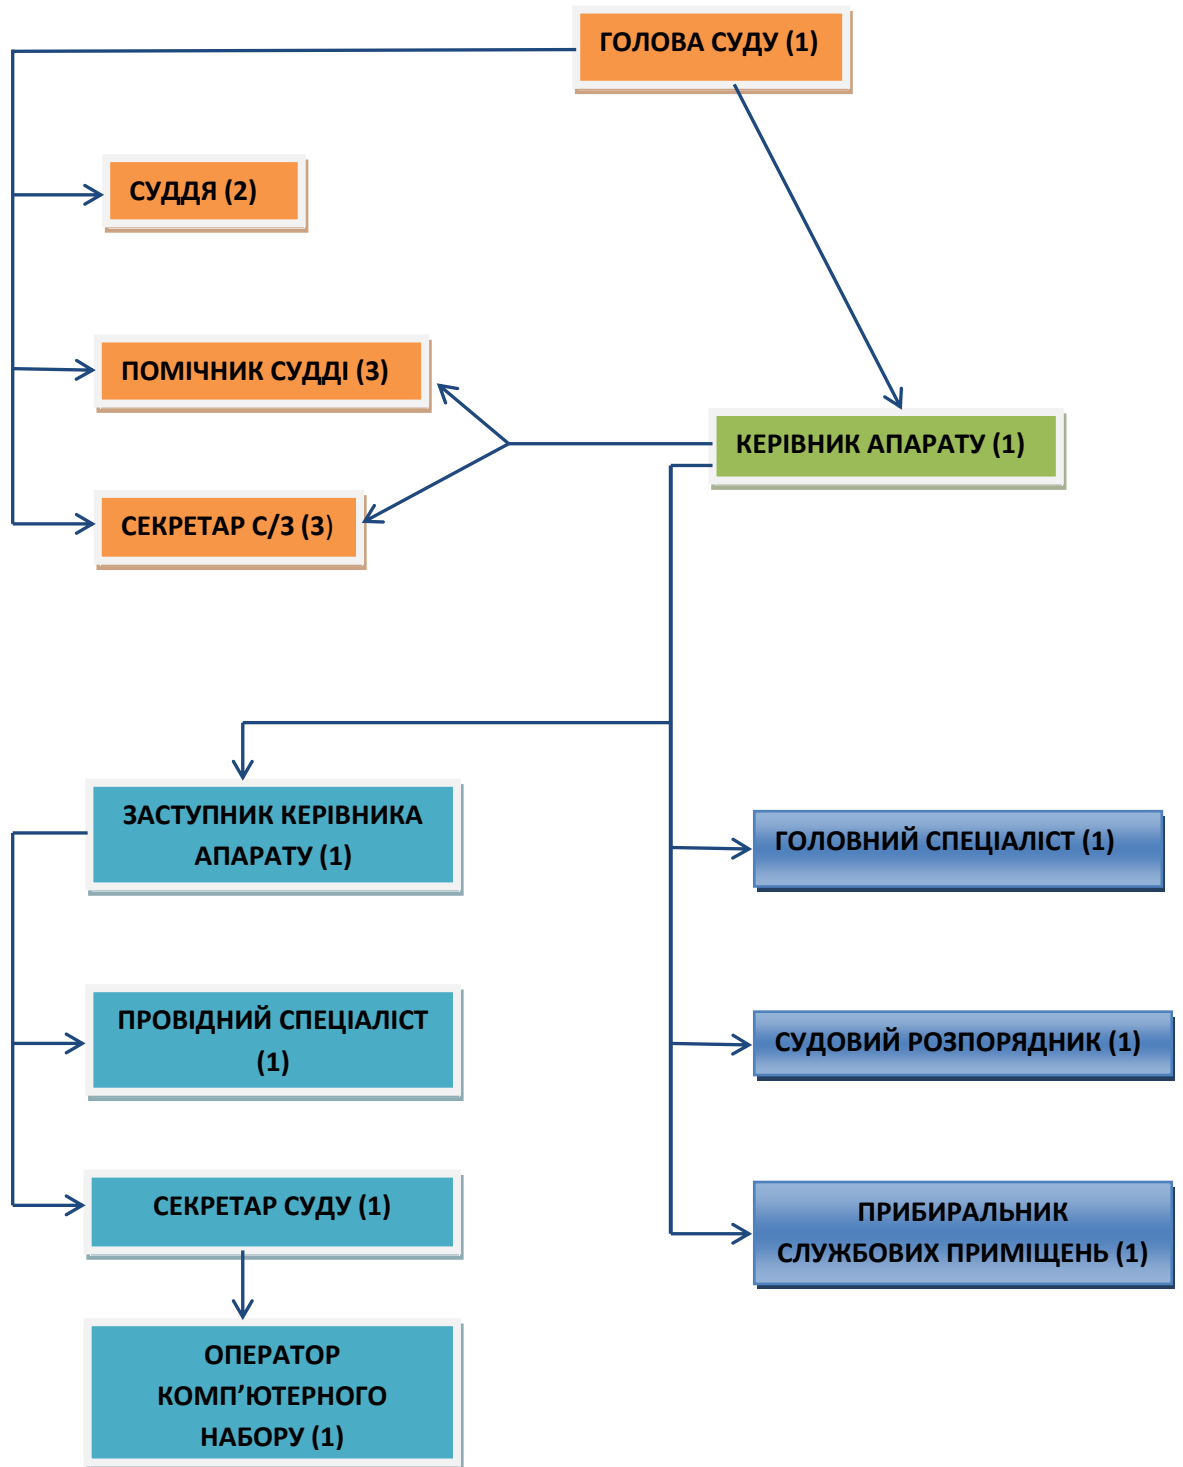 ГОЛОВА СУДУ (1)
СУДДЯ (2)
ПОМІЧНИК СУДДІ (3)
КЕРІВНИК АПАРАТУ (1)
СЕКРЕТАР С/З (3)
ЗАСТУПНИК КЕРІВНИКА
АПАРАТУ (1)
ГОЛОВНИЙ СПЕЦІАЛІСТ (1)
ПРОВІДНИЙ СПЕЦІАЛІСТ
(1)
СУДОВИЙ РОЗПОРЯДНИК (1)
СЕКРЕТАР СУДУ (1)
ПРИБИРАЛЬНИК
СЛУЖБОВИХ ПРИМІЩЕНЬ (1)
ОПЕРАТОР
КОМП’ЮТЕРНОГО
НАБОРУ (1)